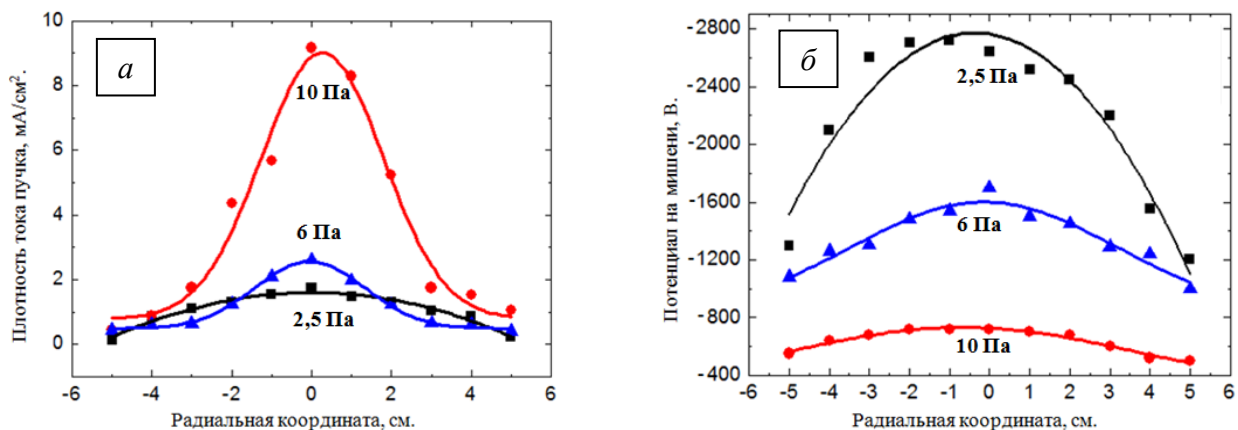 а
10 Па
6 Па
2,5 Па
Плотность тока пучка, мА/см².
10
8
6
4
2
0
-6 -4 -2 0 2 4 6
Радиальная координата, см.
б
2,5 Па
6 Па
10 Па
Потенциал на мишени, В.
-2800
-2400
-2000
-1600
-1200
-800
-400
-5 -4 -3 -2 -1 0 1 2 3 4 5 6
Радиальная координата, см.